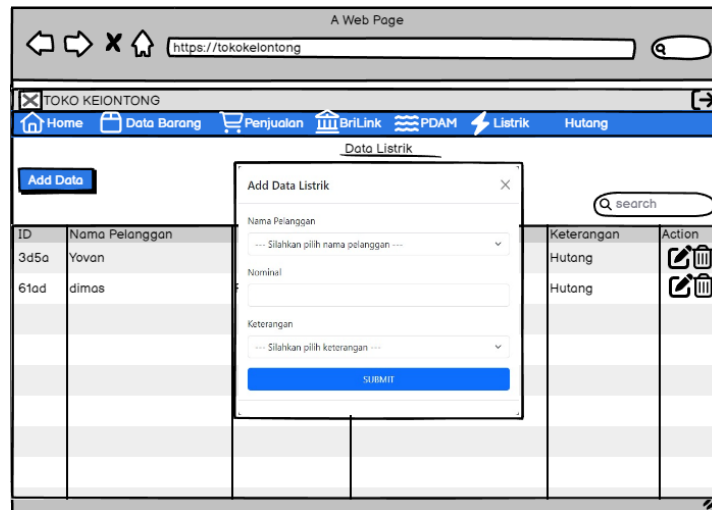 A Web Page
https://tokokelontong
TOKO KEIONTONG
Home Data Barang Penjualan BriLink PDAM Listrik Hutang
Data Listrik
Add Data
search
Add Data Listrik
Nama Pelanggan
--- Silahkan pilih nama pelanggan ---
Nominal
Keterangan
--- Silahkan pilih keterangan ---
SUBMIT
ID Nama Pelanggan Keterangan Action
3d5a Yovan Hutang
61ad dimas Hutang